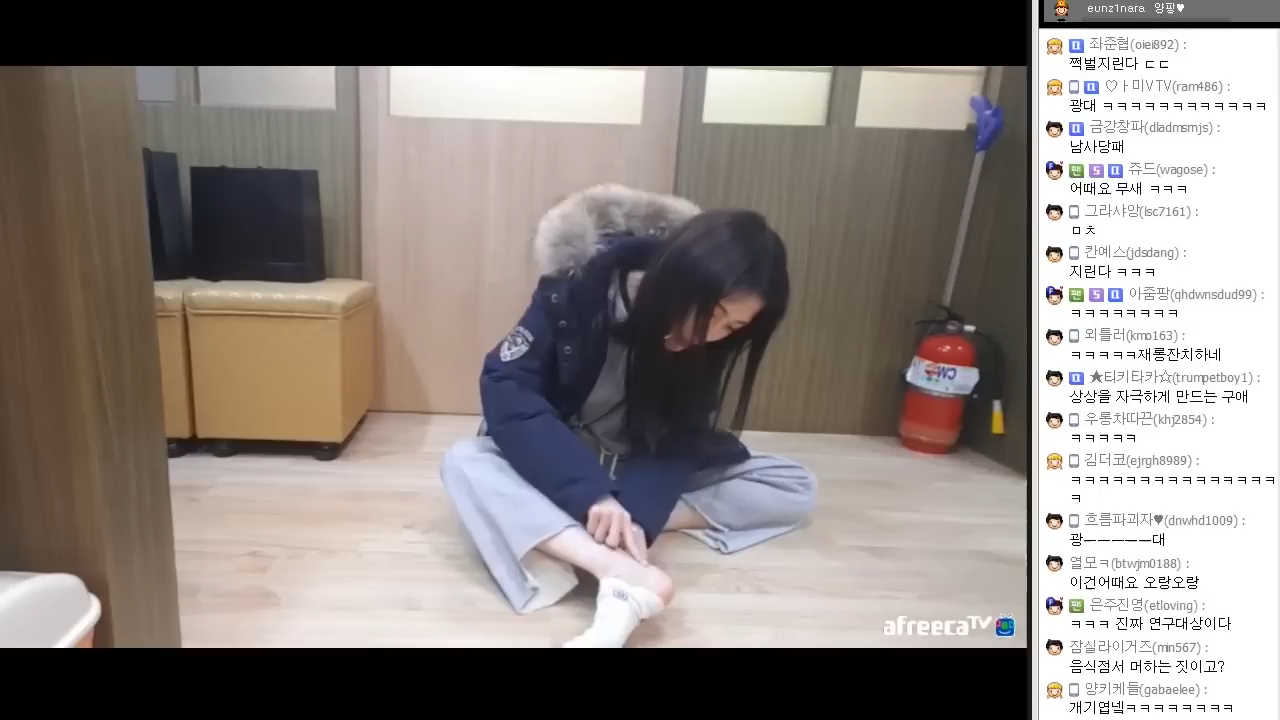 eunz1nara 양팡♥
좌준협(oiei892) :
쩍벌지린다 ㄷㄷ
♡ㅏ미VTV(ram486) :
광대 ㅋㅋㅋㅋㅋㅋㅋㅋㅋㅋㅋㅋ
금강창파(dladmsrnjs) :
남사당패
팬 S 쥬드(wagose) :
어때요 무새 ㅋㅋㅋ
그라샤양(lsc7161) :
ㅁㅊ
칸예스(jdsdang) :
지린다 ㅋㅋㅋ
팬 S 아줌팡(qhdwnsdud99) :
ㅋㅋㅋㅋㅋㅋㅋㅋ
외틀러(kmo163) :
ㅋㅋㅋㅋㅋ재롱잔치하네
★티키타카☆(trumpetboy1) :
상상을 자극하게 만드는 구애
우롱차따끈(khj2854) :
ㅋㅋㅋㅋㅋ
김더코(ejrgh8989) :
ㅋㅋㅋㅋㅋㅋㅋㅋㅋㅋㅋㅋㅋㅋㅋ
ㅋ
흐름파괴자♥(dnwhd1009) :
광ㅡㅡㅡㅡㅡ대
열모ㅋ(btwjm0188) :
이건어때요 오랑오랑
팬 은주진영(etloving) :
ㅋㅋㅋ 진짜 연구대상이다
잠실라이거즈(min567) :
음식점서 머하는 짓이고?
양키케들(gabaelee) :
개기엽넼ㅋㅋㅋㅋㅋㅋㅋㅋ
afreecaTV